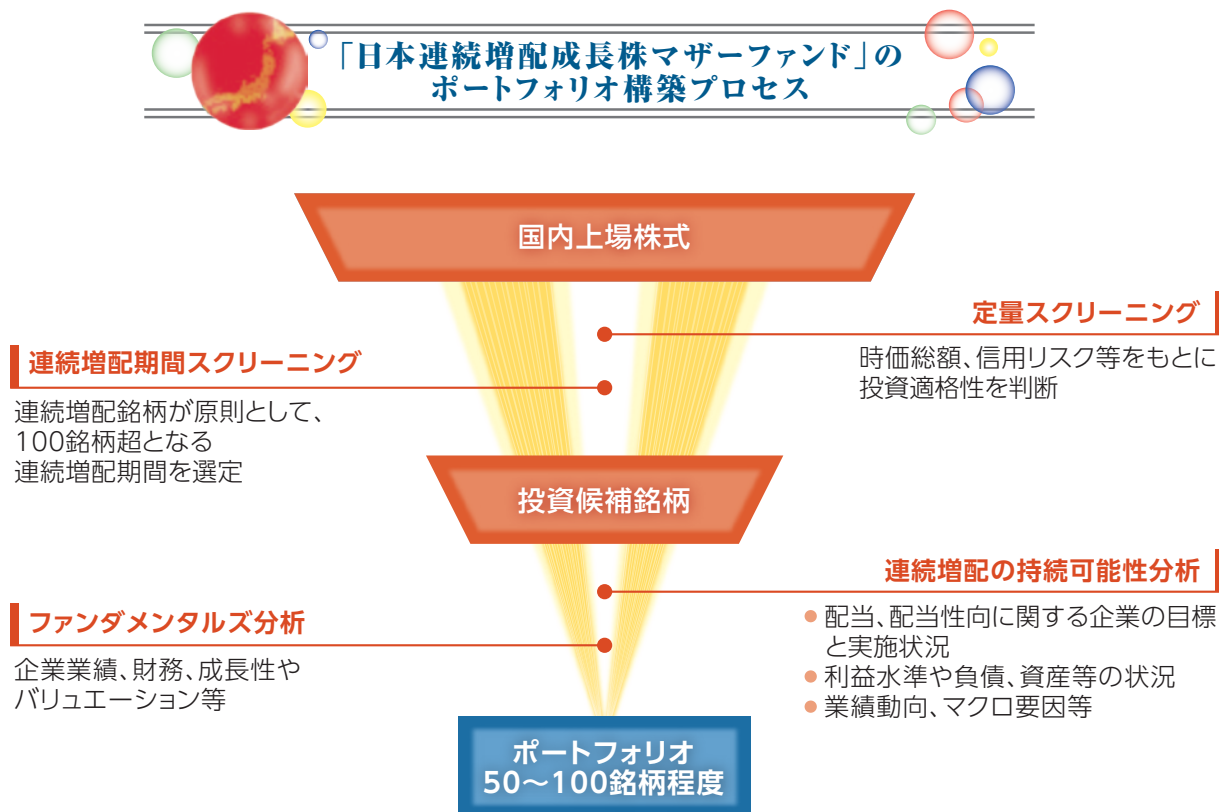 「日本連続増配成長株マザーファンド」の
ポートフォリオ構築プロセス
国内上場株式
定量スクリーニング
時価総額、信用リスク等をもとに
投資適格性を判断
連続増配期間スクリーニング
連続増配銘柄が原則として、
100銘柄超となる
連続増配期間を選定
投資候補銘柄
連続増配の持続可能性分析
●配当、配当性向に関する企業の目標
と実施状況
●利益水準や負債、資産等の状況
●業績動向、マクロ要因等
ファンダメンタルズ分析
企業業績、財務、成長性や
バリュエーション等
ポートフォリオ
50〜100銘柄程度